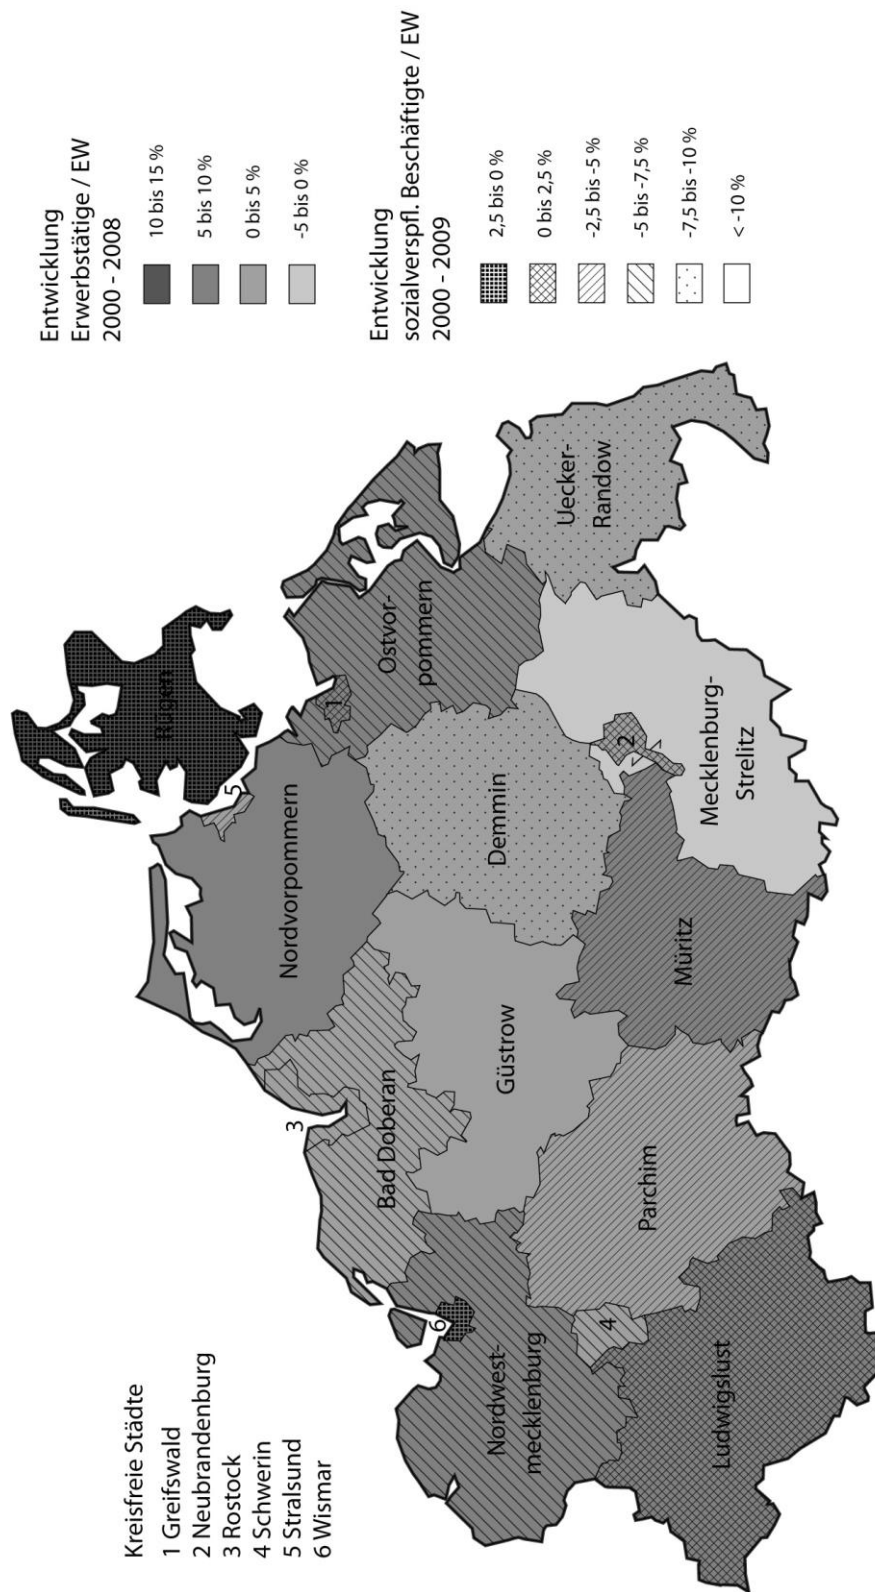 Kreisfreie Städte
1 Greifswald
2 Neubrandenburg
3 Rostock
4 Schwerin
5 Stralsund
6 Wismar
Entwicklung
Erwerbstätige / EW
2000 - 2008
10 bis 15 %
5 bis 10 %
0 bis 5 %
-5 bis 0 %
Entwicklung
sozialverspfl. Beschäftigte / EW
2000 - 2009
2,5 bis 0 %
0 bis 2,5 %
-2,5 bis -5 %
-5 bis -7,5 %
-7,5 bis -10 %
< -10 %
Rügen
5
Nordvorpommern
1
Ostvor-
pommern
3
Bad Doberan
Güstrow
Demmin
Uecker-
Randow
6
Nordwest-
mecklenburg
4
Parchim
Müritz
2
Mecklenburg-
Strelitz
Ludwigslust